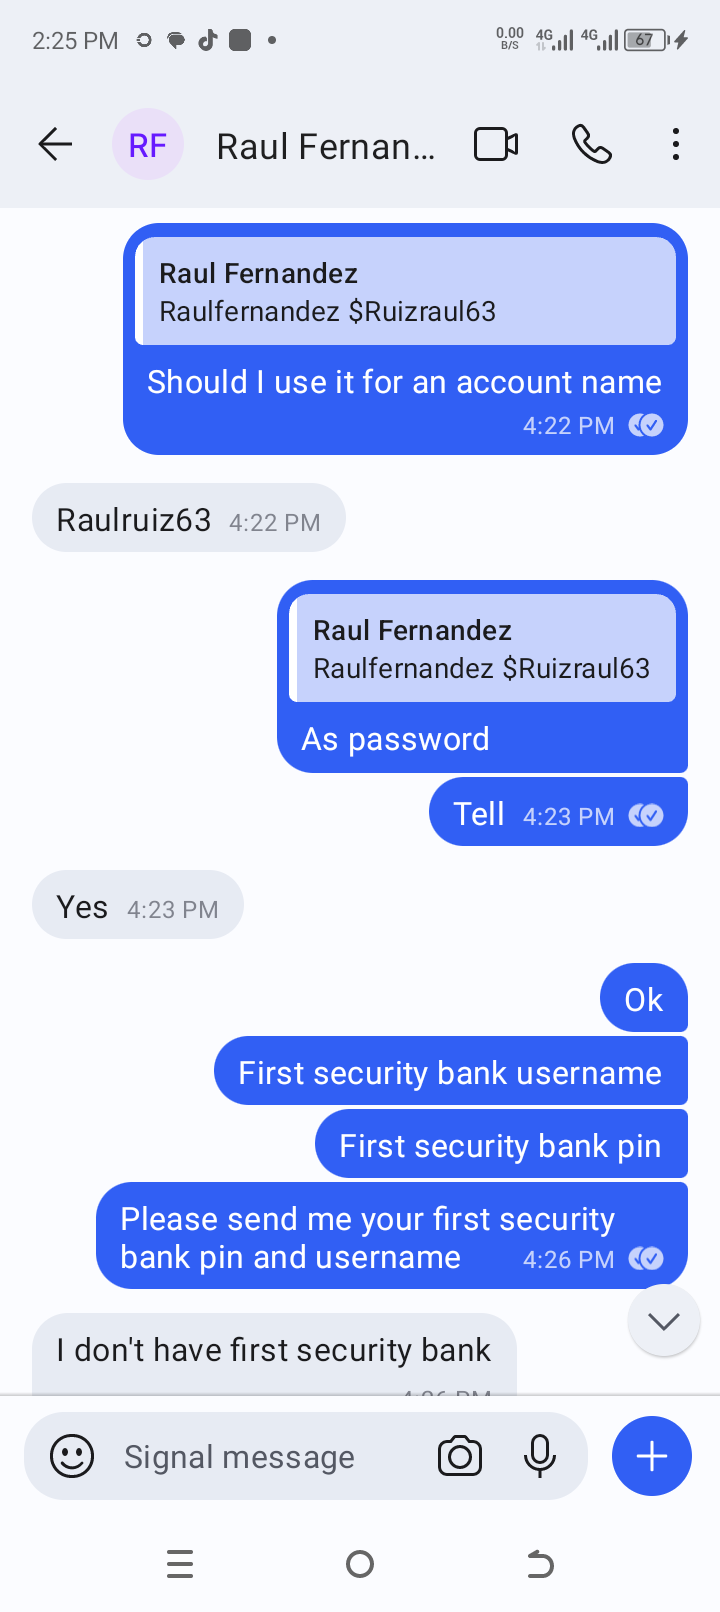 2:25 PM
0.00 B/S 4G 4G 67
RF Raul Fernan...
Raul Fernandez
Raulfernandez $Ruizraul63
Should I use it for an account name
4:22 PM
Raulruiz63 4:22 PM
Raul Fernandez
Raulfernandez $Ruizraul63
As password
Tell 4:23 PM
Yes 4:23 PM
Ok
First security bank username
First security bank pin
Please send me your first security
bank pin and username 4:26 PM
I don't have first security bank
4:26 PM
Signal message